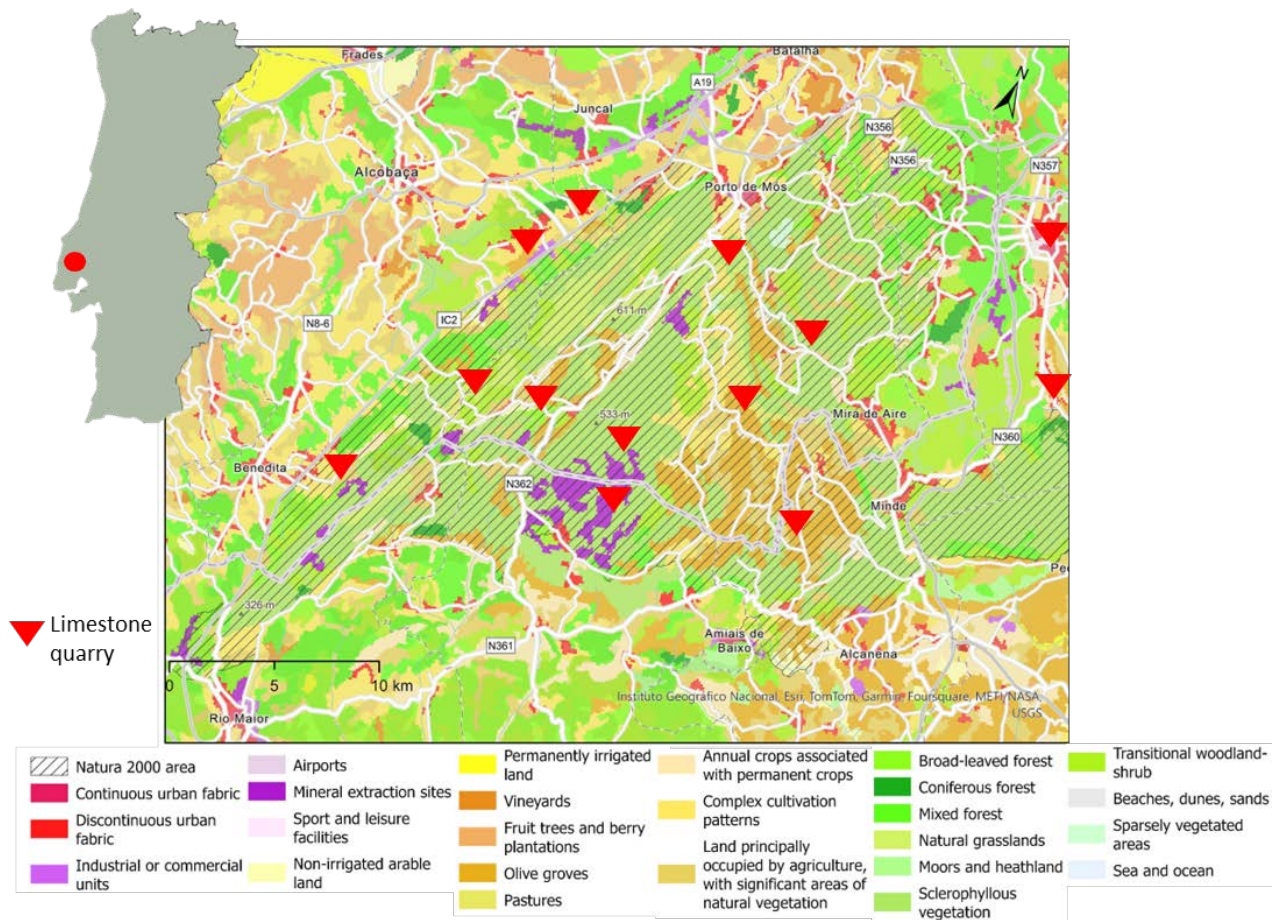 Frades
Batalha
A19
N
Juncal
N356
N356
N357
Alcobaça
Porto de Mós
611 m
N8-6
IC2
533 m
Mira de Aire
N360
Benedita
N362
Minde
326 m
Limestone
quarry
N361
Amiais de
Baixo
Alcanena
0
5
10 km
Instituto Geográfico Nacional, Esri, TomTom, Garmin, Foursquare, METI/NASA,
USGS
Rio Maior
Natura 2000 area
Continuous urban fabric
Discontinuous urban
fabric
Industrial or commercial
units
Airports
Mineral extraction sites
Sport and leisure
facilities
Non-irrigated arable
land
Permanently irrigated
land
Vineyards
Fruit trees and berry
plantations
Olive groves
Pastures
Annual crops associated
with permanent crops
Complex cultivation
patterns
Land principally
occupied by agriculture,
with significant areas of
natural vegetation
Broad-leaved forest
Coniferous forest
Mixed forest
Natural grasslands
Moors and heathland
Sclerophyllous
vegetation
Transitional woodland-
shrub
Beaches, dunes, sands
Sparsely vegetated
areas
Sea and ocean